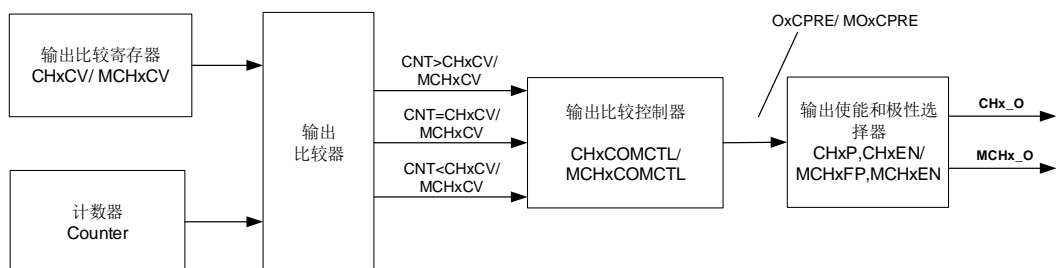 OxCPRE/ MOxCPRE
输出比较寄存器
CHxCV/ MCHxCV
计数器
Counter
输出
比较器
CNT>CHxCV/
MCHxCV
CNT=CHxCV/
MCHxCV
CNT<CHxCV/
MCHxCV
输出比较控制器
CHxCOMCTL/
MCHxCOMCTL
输出使能和极性选
择器
CHxP,CHxEN/
MCHxFP,MCHxEN
CHx_O
MCHx_O